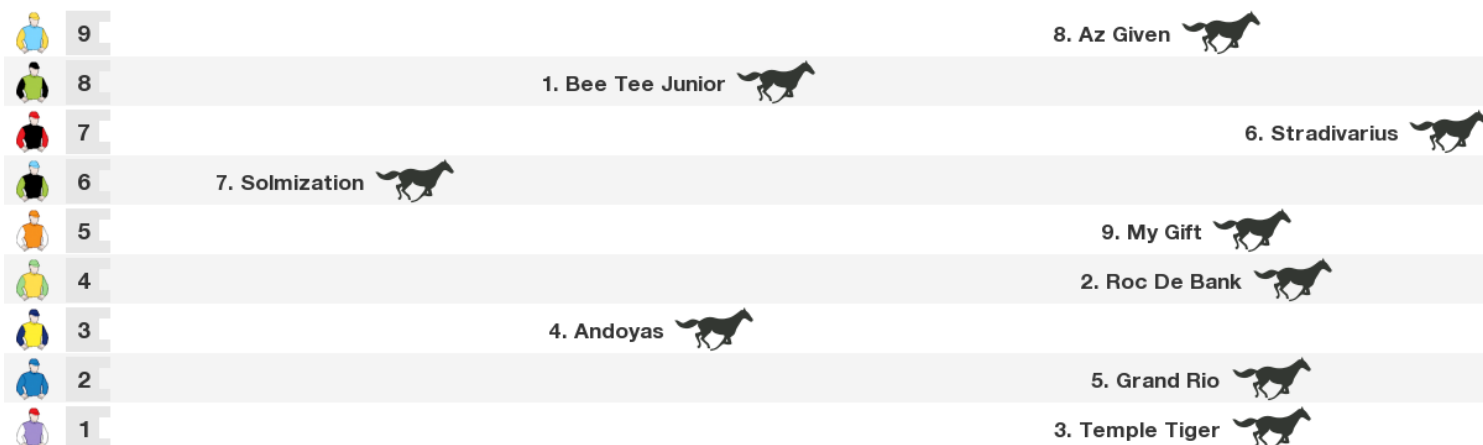 9 8. Az Given
8 1. Bee Tee Junior
7 6. Stradivarius
6 7. Solmization
5 9. My Gift
4 2. Roc De Bank
3 4. Andoyas
2 5. Grand Rio
1 3. Temple Tiger